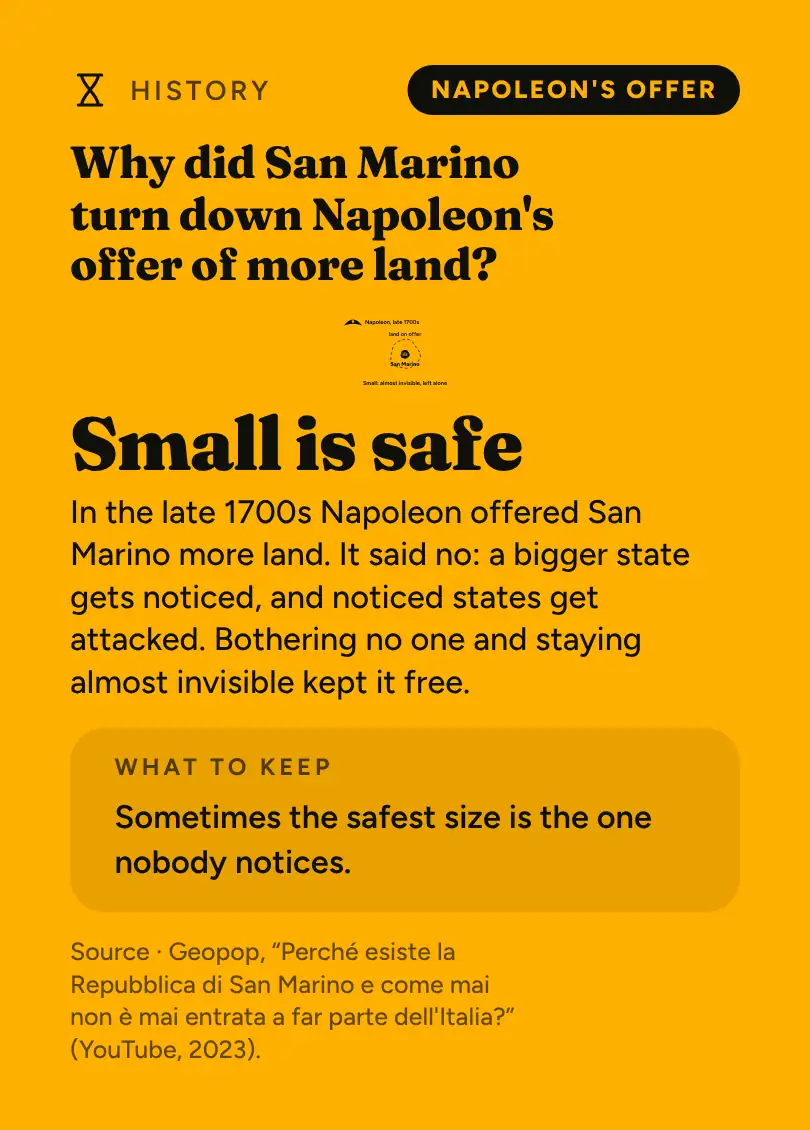 HISTORY
NAPOLEON'S OFFER
Why did San Marino
turn down Napoleon's
offer of more land?
Napoleon, late 1700s
land on offer
San Marino
Small: almost invisible, left alone
Small is safe
In the late 1700s Napoleon offered San
Marino more land. It said no: a bigger state
gets noticed, and noticed states get
attacked. Bothering no one and staying
almost invisible kept it free.
WHAT TO KEEP
Sometimes the safest size is the one
nobody notices.
Source · Geopop, “Perché esiste la
Repubblica di San Marino e come mai
non è mai entrata a far parte dell'Italia?”
(YouTube, 2023).